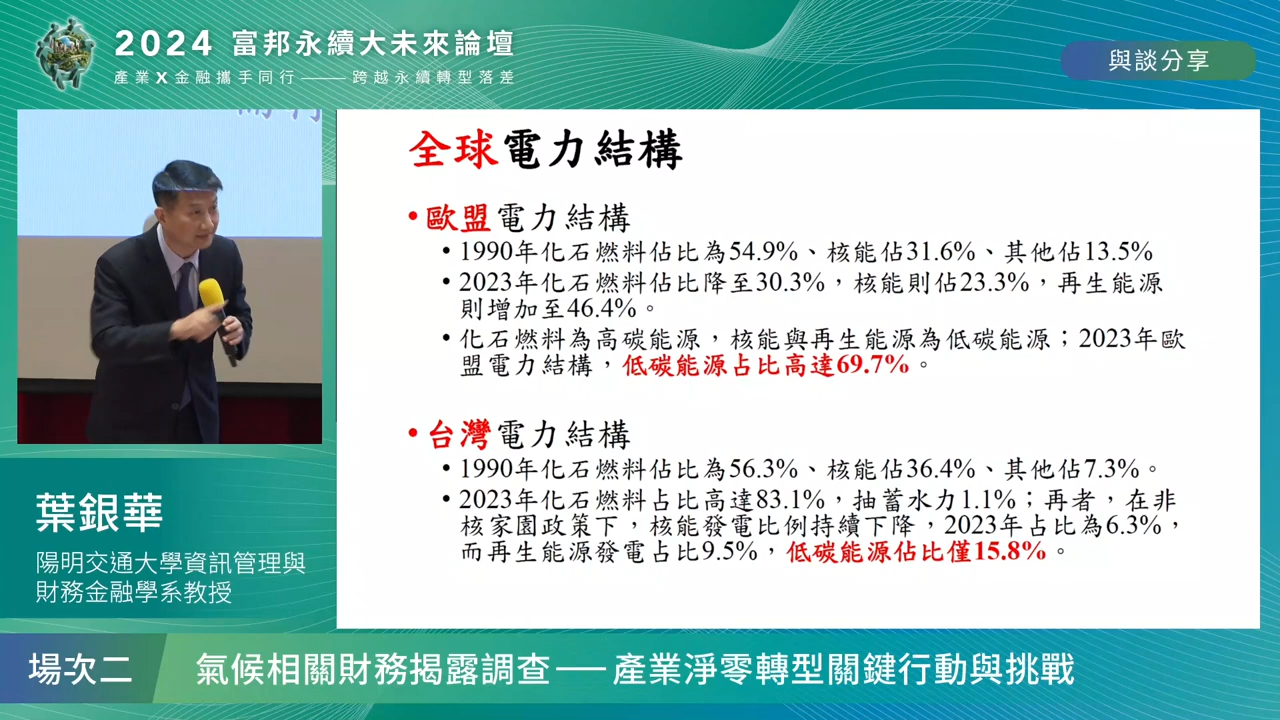 2024 富邦永續大未來論壇
產業X金融攜手同行——跨越永續轉型落差
與談分享
全球電力結構
•歐盟電力結構
•1990年化石燃料佔比為54.9%、核能佔31.6%、其他佔13.5%
•2023年化石燃料佔比降至30.3%，核能則佔23.3%，再生能源
則增加至46.4%。
•化石燃料為高碳能源，核能與再生能源為低碳能源；2023年歐
盟電力結構，低碳能源占比高達69.7%。
•台灣電力結構
•1990年化石燃料佔比為56.3%、核能佔36.4%、其他佔7.3%。
•2023年化石燃料占比高達83.1%，抽蓄水力1.1%；再者，在非
核家園政策下，核能發電比例持續下降，2023年占比為6.3%，
而再生能源發電占比9.5%，低碳能源佔比僅15.8%。
葉銀華
陽明交通大學資訊管理與
財務金融學系教授
場次二
氣候相關財務揭露調查——產業淨零轉型關鍵行動與挑戰